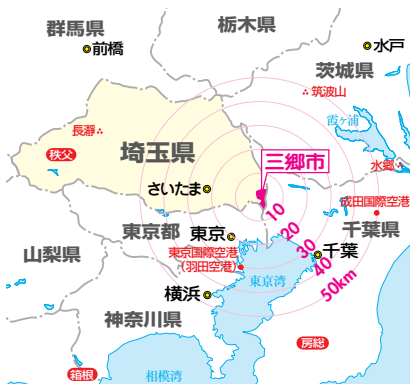 栃木県
群馬県
前橋
水戸
茨城県
筑波山
霞ヶ浦
長瀞
秩父
埼玉県
三郷市
水郷
さいたま
成田国際空港
10
20
30
40
50km
千葉県
東京都
東京
千葉
東京国際空港
(羽田空港)
山梨県
東京湾
横浜
神奈川県
房総
箱根
相模湾